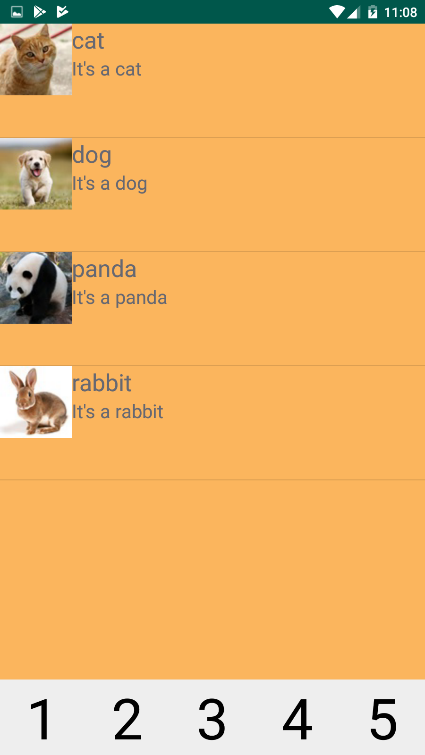 11:08
cat
It's a cat
dog
It's a dog
panda
It's a panda
rabbit
It's a rabbit
1 2 3 4 5